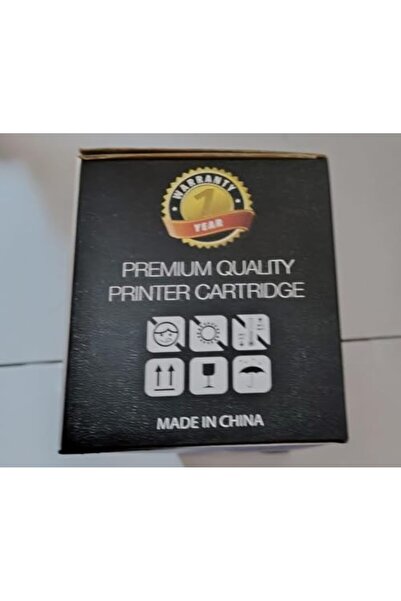 WARRANTY
1
YEAR
PREMIUM QUALITY
PRINTER CARTRIDGE
MADE IN CHINA